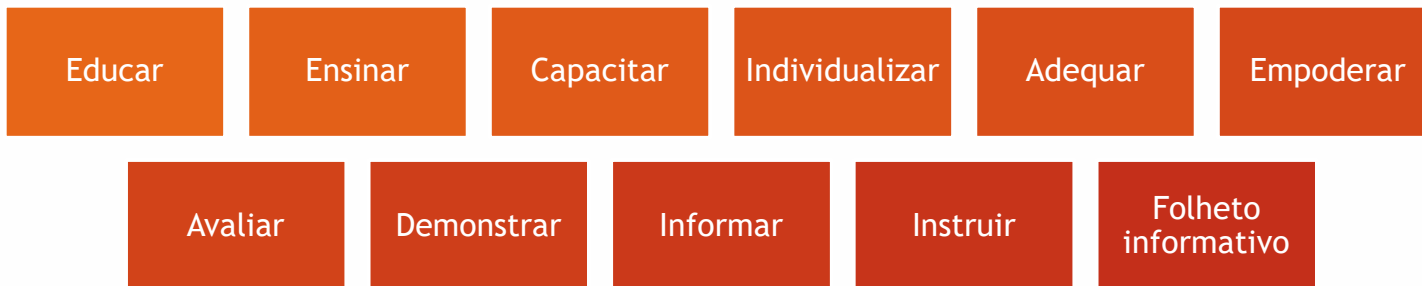 Educar
Ensinar
Capacitar
Individualizar
Adequar
Empoderar
Avaliar
Demonstrar
Informar
Instruir
Folheto
informativo